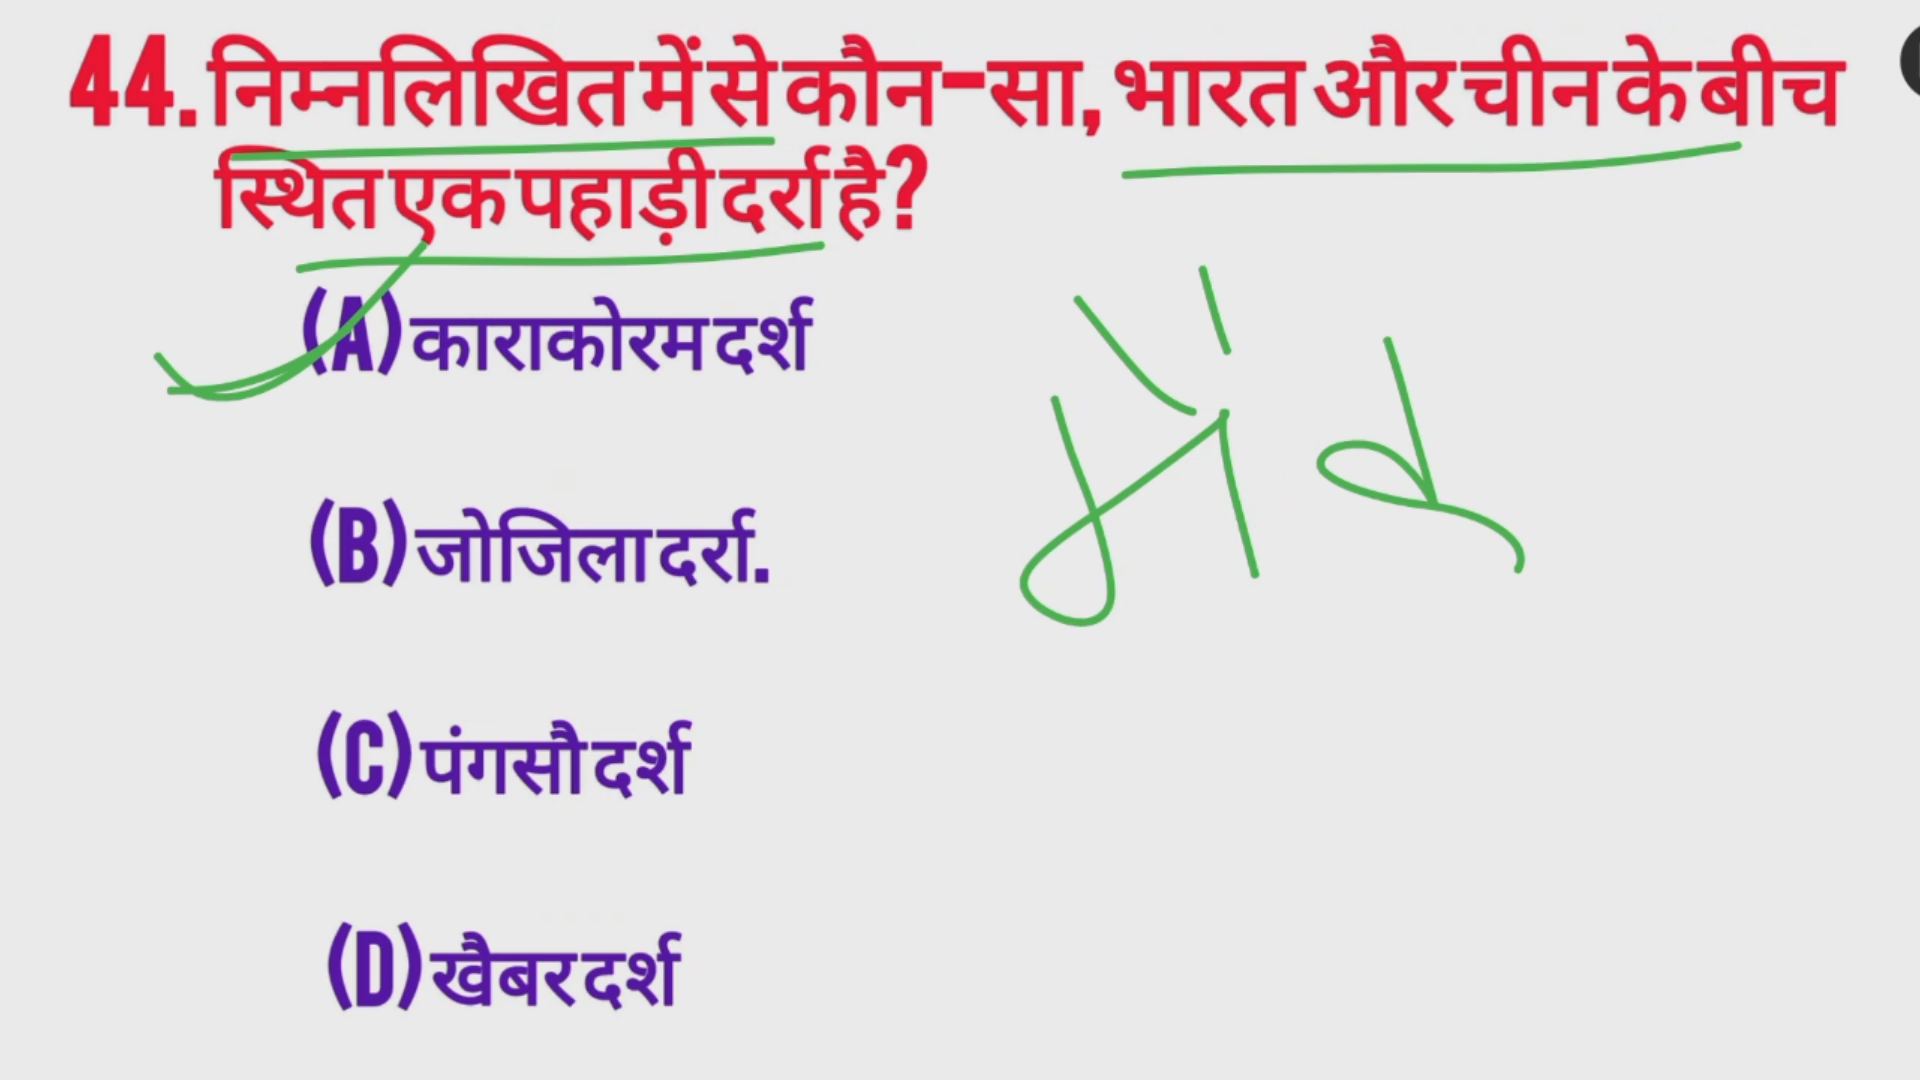 44. निम्नलिखित में से कौन-सा, भारत और चीन के बीच
स्थित एक पहाड़ी दर्रा है?
(A) काराकोरम दर्श
(B) जोजिला दर्रा.
(C) पंगसौ दर्श
(D) खैबर दर्श